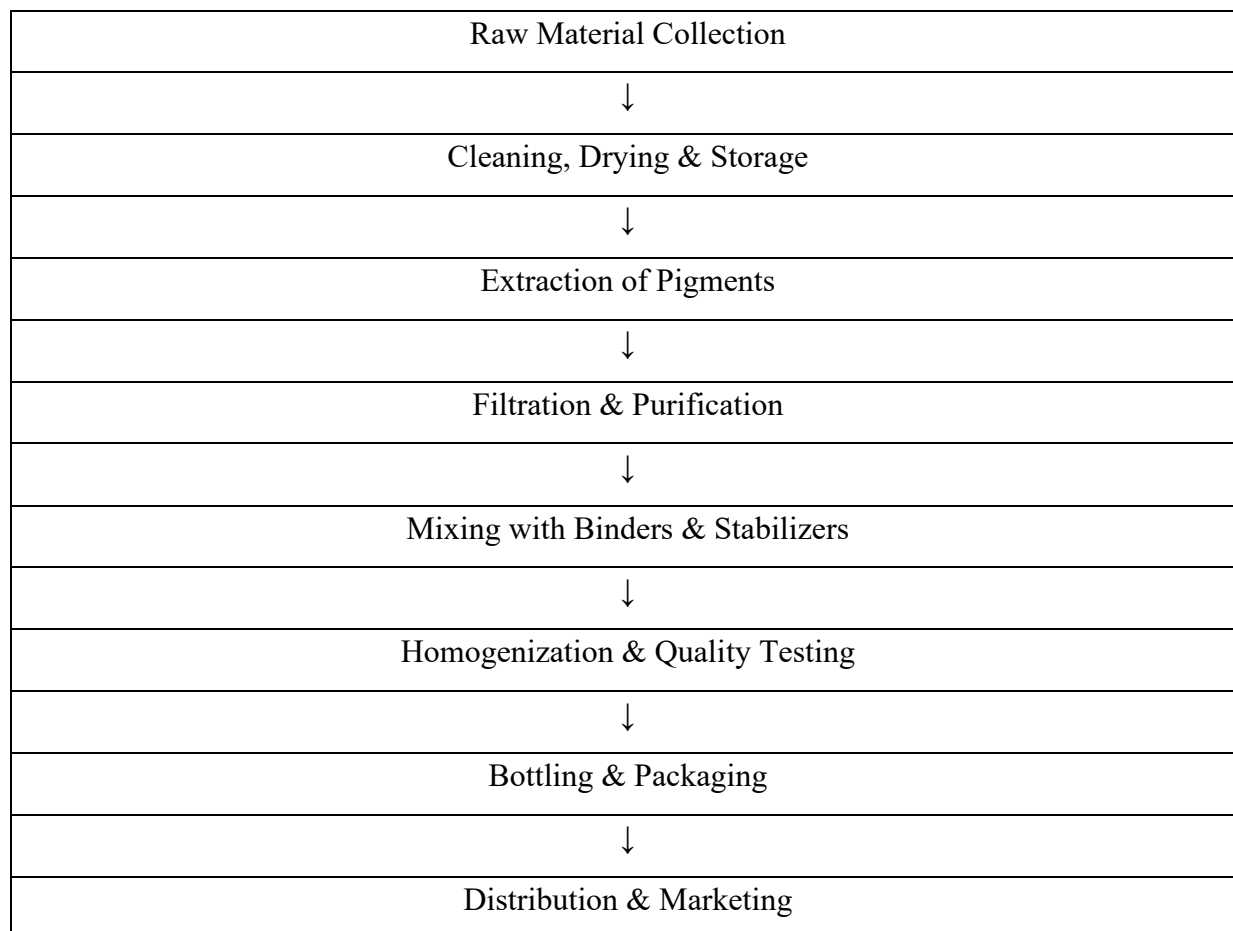 Raw Material Collection
↓
Cleaning, Drying & Storage
↓
Extraction of Pigments
↓
Filtration & Purification
↓
Mixing with Binders & Stabilizers
↓
Homogenization & Quality Testing
↓
Bottling & Packaging
↓
Distribution & Marketing